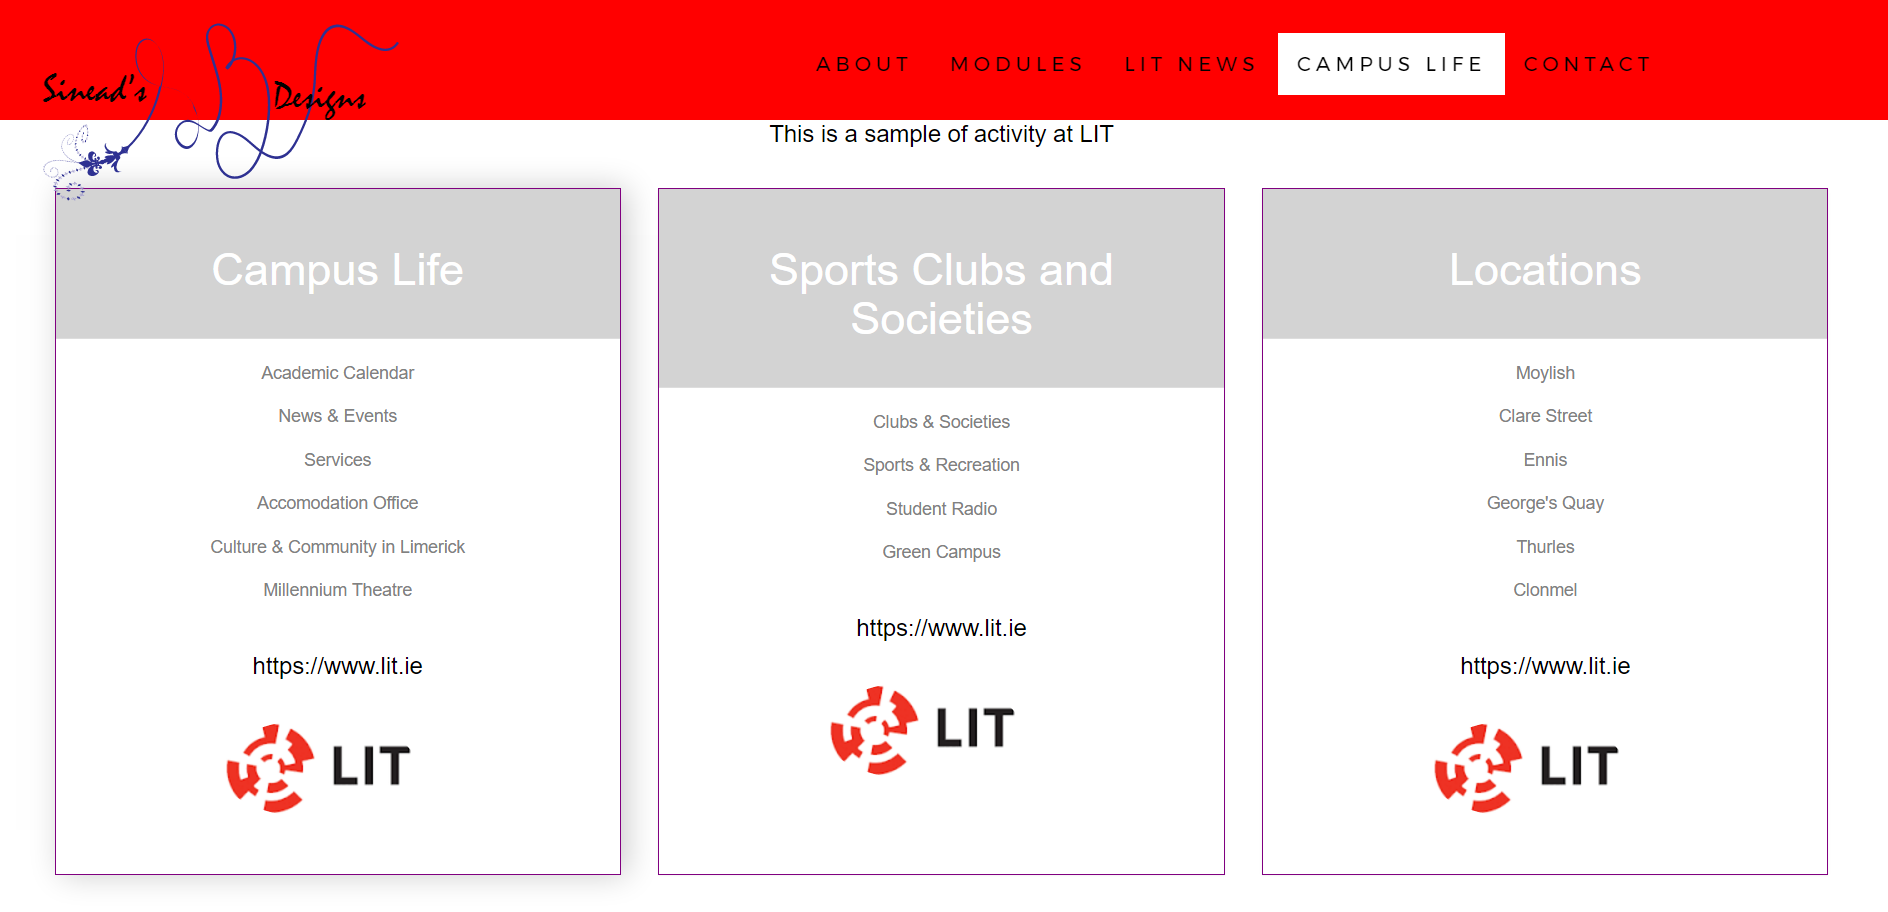 Sinead's
Designs
ABOUT MODULES LIT NEWS CAMPUS LIFE CONTACT
This is a sample of activity at LIT
Campus Life
Academic Calendar
News & Events
Services
Accomodation Office
Culture & Community in Limerick
Millennium Theatre
https://www.lit.ie
LIT
Sports Clubs and
Societies
Clubs & Societies
Sports & Recreation
Student Radio
Green Campus
https://www.lit.ie
LIT
Locations
Moylish
Clare Street
Ennis
George's Quay
Thurles
Clonmel
https://www.lit.ie
LIT